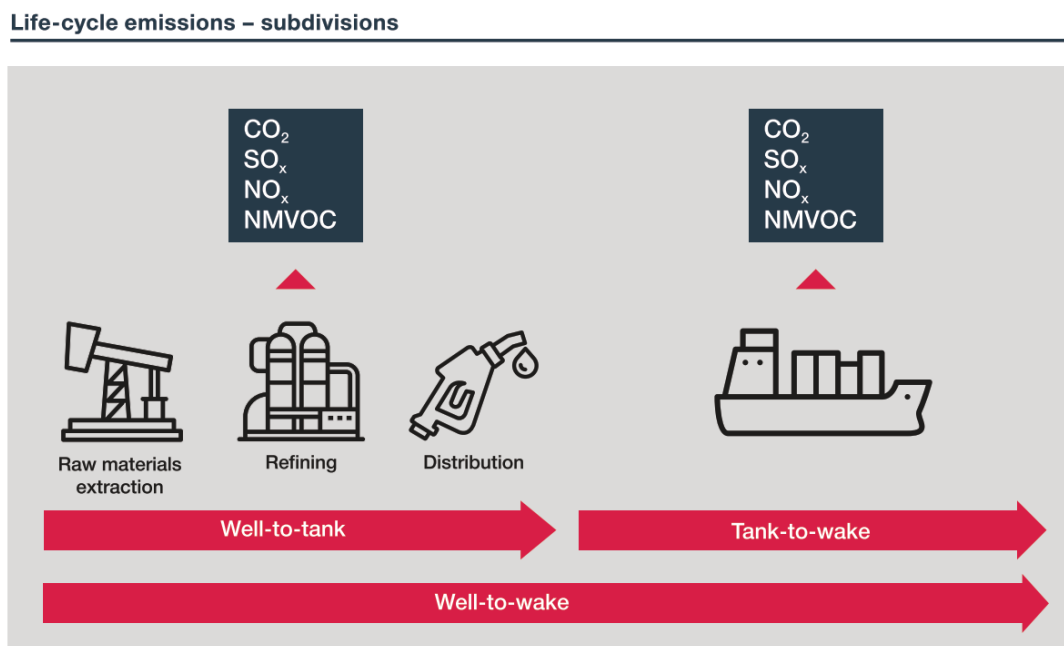 Life-cycle emissions – subdivisions
CO₂
SOₓ
NOₓ
NMVOC
CO₂
SOₓ
NOₓ
NMVOC
Raw materials
extraction
Refining
Distribution
Well-to-tank
Tank-to-wake
Well-to-wake